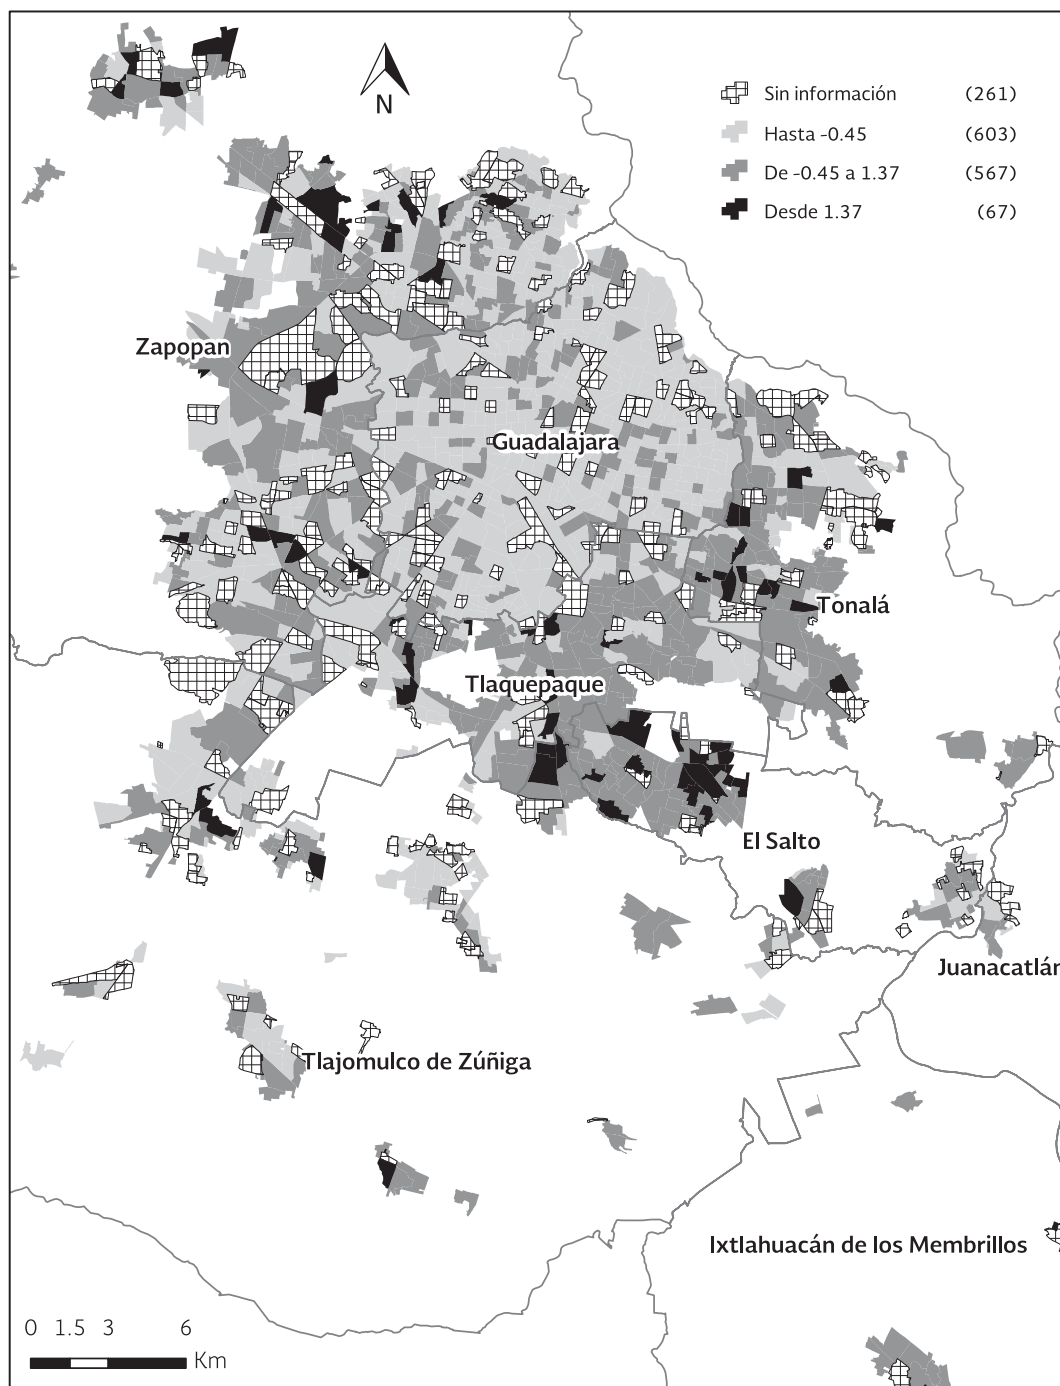 N
Sin información (261)
Hasta -0.45 (603)
De -0.45 a 1.37 (567)
Desde 1.37 (67)
Zapopan
Guadalajara
Tonalá
Tlaquepaque
El Salto
Juanacatlán
Tlajomulco de Zúñiga
Ixtlahuacán de los Membrillos
0 1.5 3 6
Km